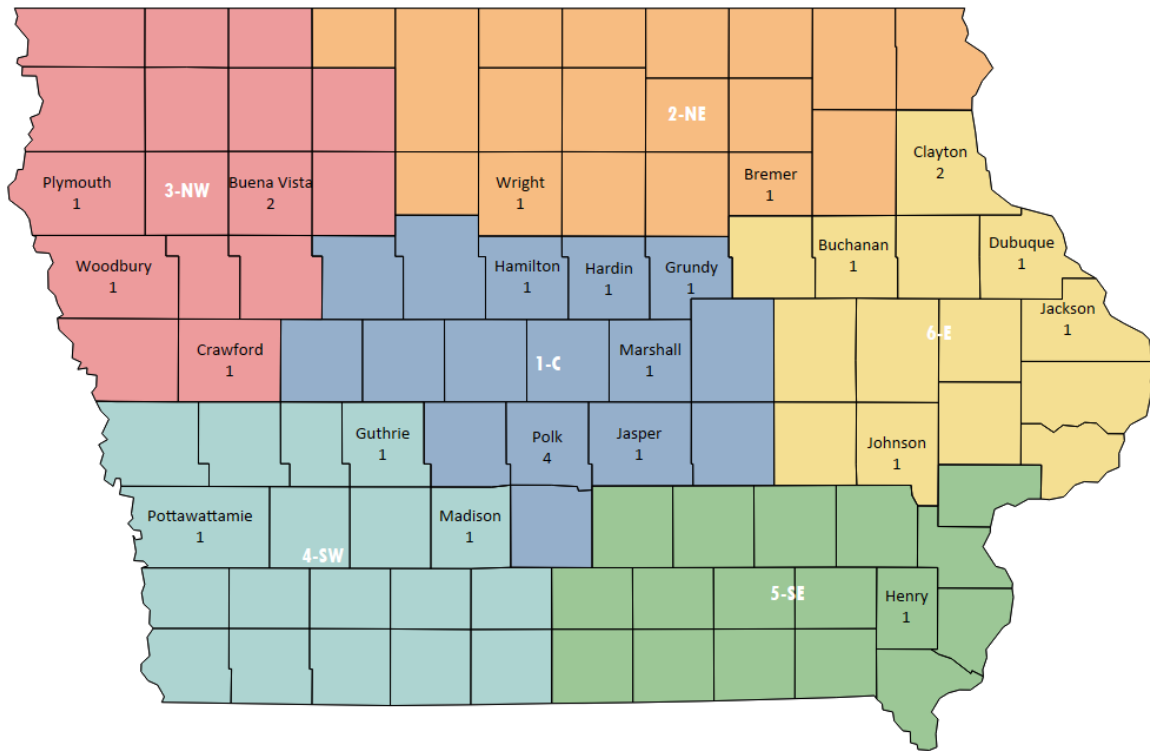 2-NE
Clayton
2
Plymouth
1
3-NW
Buena Vista
2
Wright
1
Bremer
1
Woodbury
1
Hamilton
1
Hardin
1
Grundy
1
Buchanan
1
Dubuque
1
Jackson
1
6-E
Crawford
1
1-C
Marshall
1
Guthrie
1
Polk
4
Jasper
1
Johnson
1
Pottawattamie
1
4-SW
Madison
1
5-SE
Henry
1